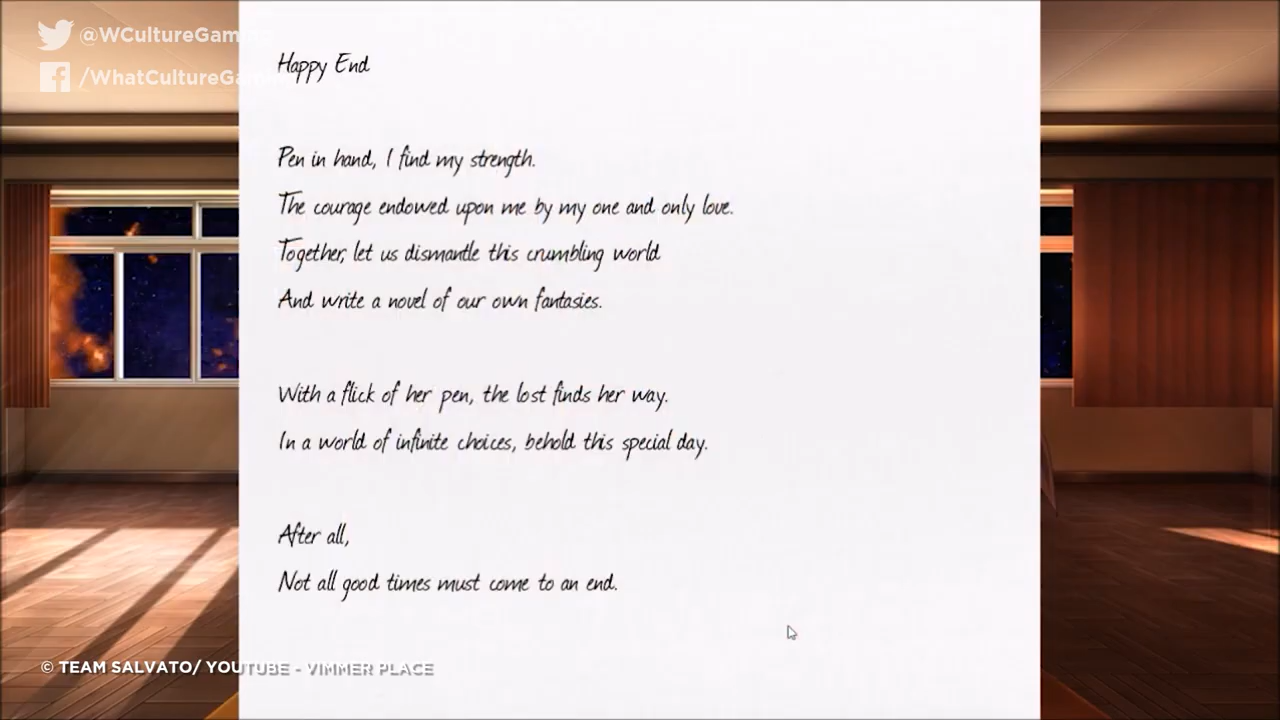 @WCultureGaming
/WhatCultureGaming
Happy End
Pen in hand, I find my strength.
The courage endowed upon me by my one and only love.
Together, let us dismantle this crumbling world
And write a novel of our own fantasies.
With a flick of her pen, the lost finds her way.
In a world of infinite choices, behold this special day.
After all,
Not all good times must come to an end.
© TEAM SALVATO/ YOUTUBE - VIMMER PLACE